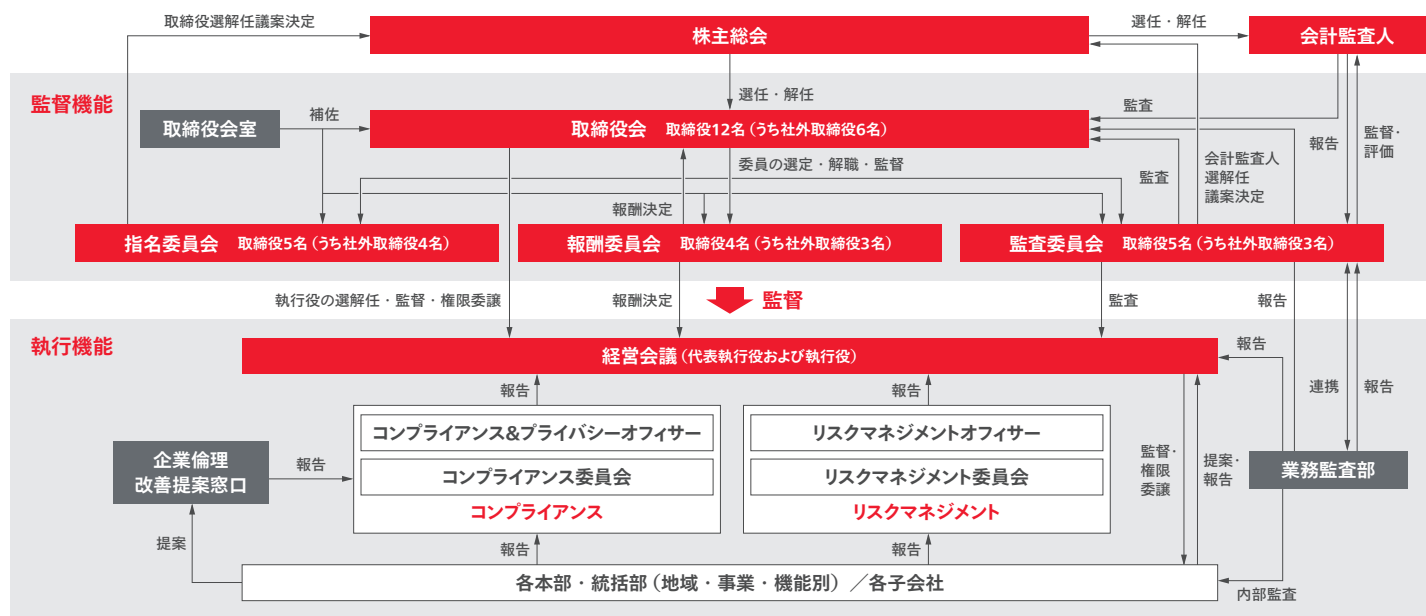 取締役選解任議案決定
株主総会
選任・解任
会計監査人
監督機能
選任・解任
監査
取締役会室
補佐
取締役会 取締役12名（うち社外取締役6名）
報告
監督・
評価
委員の選定・解職・監督
監査
会計監査人
選解任
議案決定
報酬決定
指名委員会 取締役5名（うち社外取締役4名）
報酬委員会 取締役4名（うち社外取締役3名）
監査委員会 取締役5名（うち社外取締役3名）
執行役の選解任・監督・権限委譲
報酬決定
監督
監査
報告
執行機能
経営会議（代表執行役および執行役）
報告
報告
報告
連携
報告
コンプライアンス&プライバシーオフィサー
リスクマネジメントオフィサー
企業倫理
改善提案窓口
報告
コンプライアンス委員会
リスクマネジメント委員会
監督・
権限
委譲
提案・
報告
業務監査部
コンプライアンス
リスクマネジメント
提案
報告
報告
各本部・統括部（地域・事業・機能別）／各子会社
内部監査